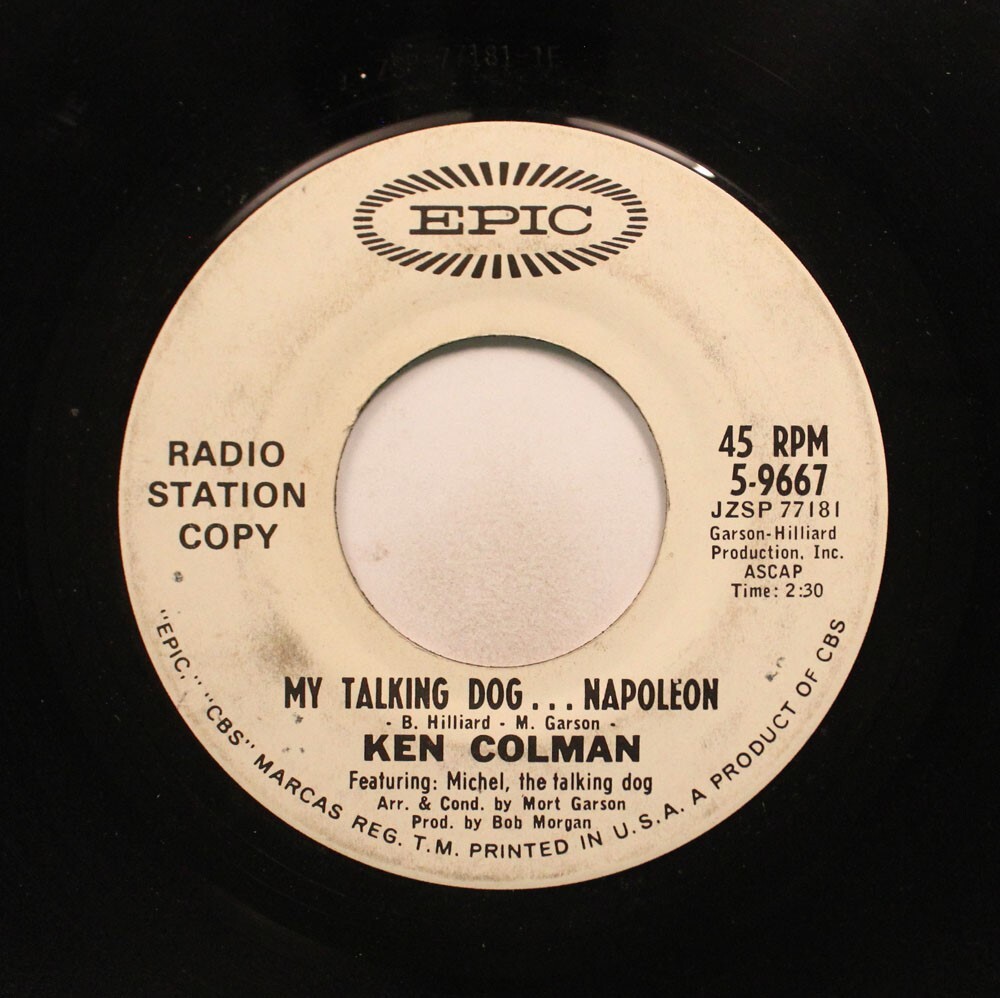 EPIC
RADIO
STATION
COPY
45 RPM
5-9667
JZSP 77181
Garson-Hilliard
Production, Inc.
ASCAP
Time: 2:30
MY TALKING DOG... NAPOLEON
- B. Hilliard - M. Garson -
KEN COLMAN
Featuring: Michel, the talking dog
Arr. & Cond. by Mort Garson
Prod. by Bob Morgan
"EPIC," "CBS" MARCAS REG. T.M. PRINTED IN U.S.A. A PRODUCT OF CBS